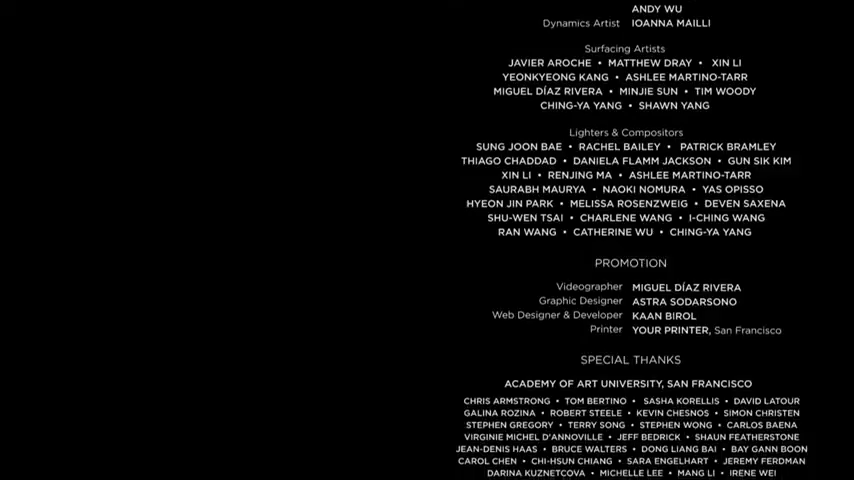 ANDY WU
Dynamics Artist IOANNA MAILLI
Surfacing Artists
JAVIER AROCHE • MATTHEW DRAY • XIN LI
YEONKYEONG KANG • ASHLEE MARTINO-TARR
MIGUEL DÍAZ RIVERA • MINJIE SUN • TIM WOODY
CHING-YA YANG • SHAWN YANG
Lighters & Compositors
SUNG JOON BAE • RACHEL BAILEY • PATRICK BRAMLEY
THIAGO CHADDAD • DANIELA FLAMM JACKSON • GUN SIK KIM
XIN LI • RENJING MA • ASHLEE MARTINO-TARR
SAURABH MAURYA • NAOKI NOMURA • YAS OPISSO
HYEON JIN PARK • MELISSA ROSENZWEIG • DEVEN SAXENA
SHU-WEN TSAI • CHARLENE WANG • I-CHING WANG
RAN WANG • CATHERINE WU • CHING-YA YANG
PROMOTION
Videographer MIGUEL DÍAZ RIVERA
Graphic Designer ASTRA SODARSONO
Web Designer & Developer KAAN BIROL
Printer YOUR PRINTER, San Francisco
SPECIAL THANKS
ACADEMY OF ART UNIVERSITY, SAN FRANCISCO
CHRIS ARMSTRONG • TOM BERTINO • SASHA KORELLIS • DAVID LATOUR
GALINA ROZINA • ROBERT STEELE • KEVIN CHESNOS • SIMON CHRISTEN
STEPHEN GREGORY • TERRY SONG • STEPHEN WONG • CARLOS BAENA
VIRGINIE MICHEL D'ANNOVILLE • JEFF BEDRICK • SHAUN FEATHERSTONE
JEAN-DENIS HAAS • BRUCE WALTERS • DONG LIANG BAI • BAY GANN BOON
CAROL CHEN • CHI-HSUN CHIANG • SARA ENGELHART • JEREMY FERDMAN
DARINA KUZNETCOVA • MICHELLE LEE • MANG LI • IRENE WEI